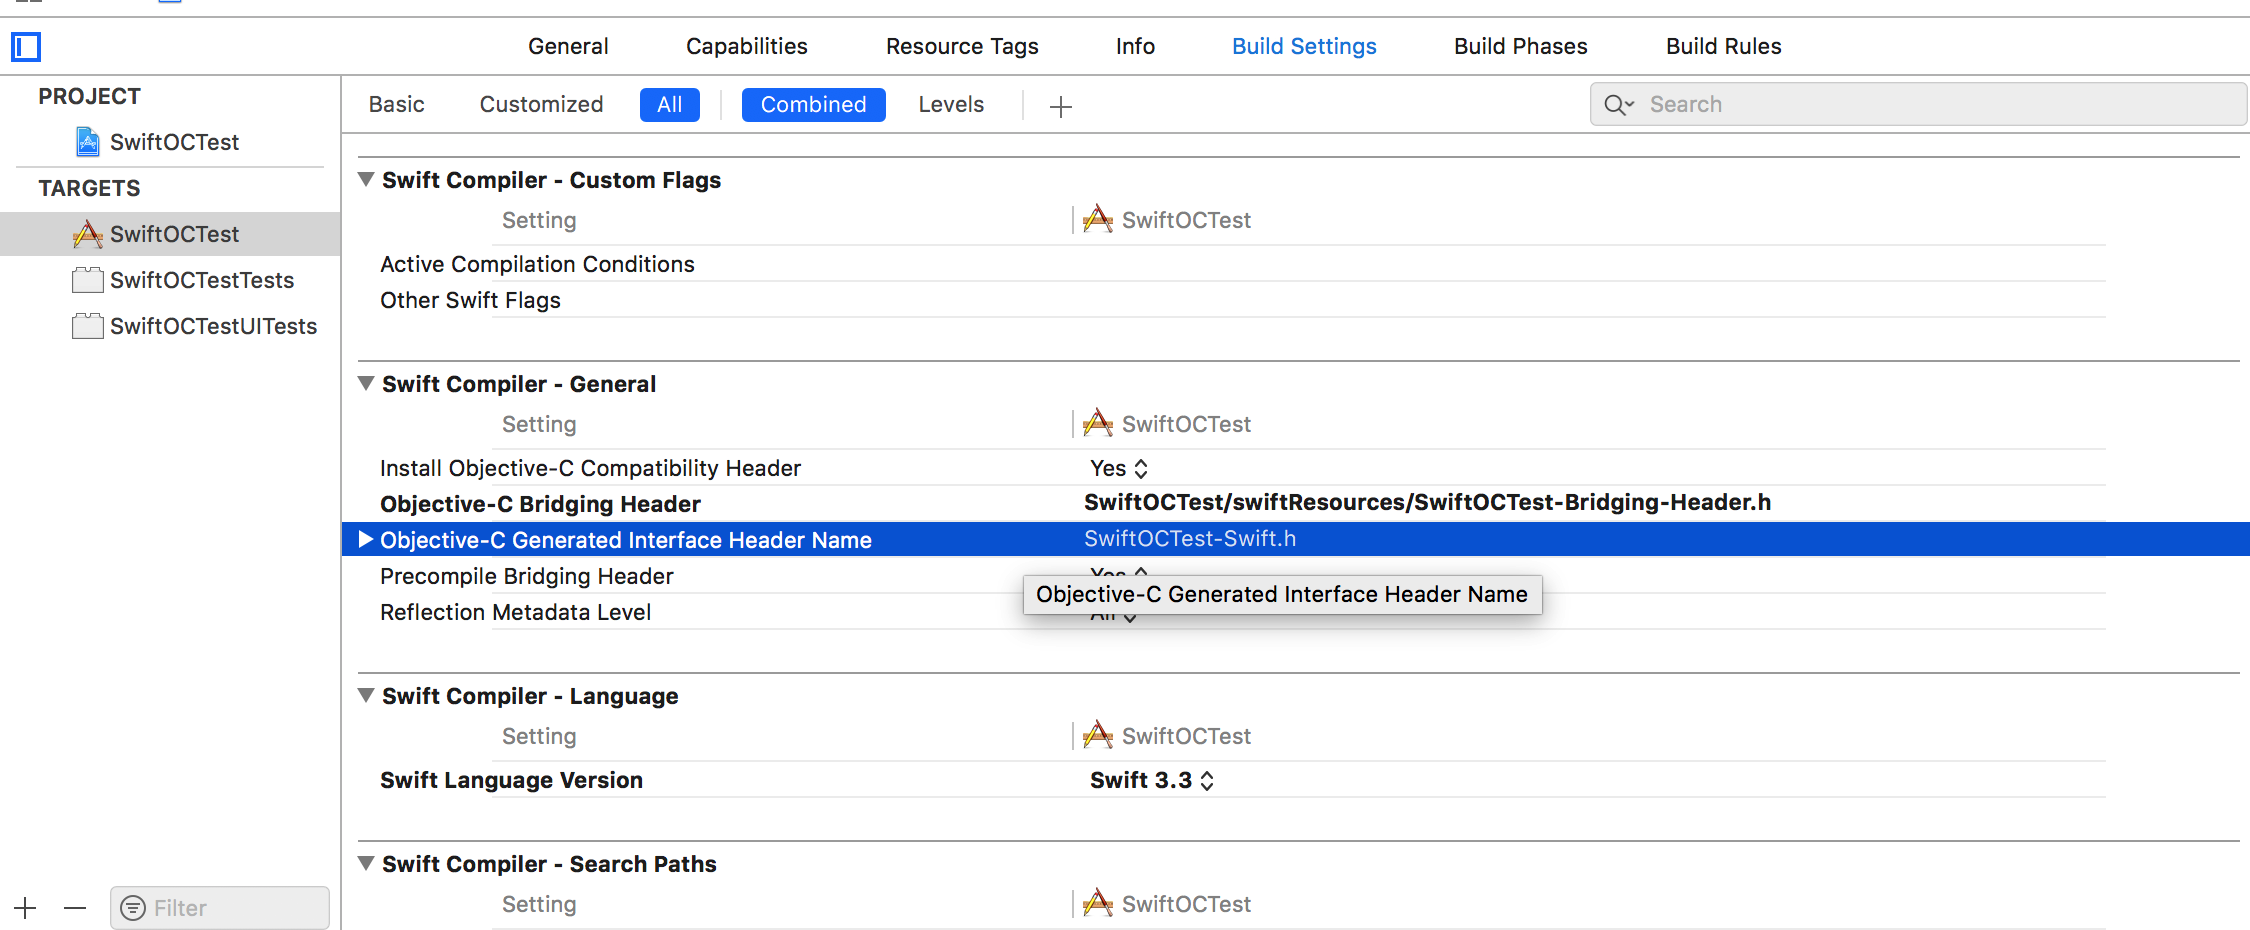 General Capabilities Resource Tags Info Build Settings Build Phases Build Rules
PROJECT
SwiftOCTest
TARGETS
SwiftOCTest
SwiftOCTestTests
SwiftOCTestUITests
Filter
Basic Customized All Combined Levels Search
Swift Compiler - Custom Flags
Setting SwiftOCTest
Active Compilation Conditions
Other Swift Flags
Swift Compiler - General
Setting SwiftOCTest
Install Objective-C Compatibility Header Yes
Objective-C Bridging Header SwiftOCTest/swiftResources/SwiftOCTest-Bridging-Header.h
Objective-C Generated Interface Header Name SwiftOCTest-Swift.h
Precompile Bridging Header Yes
Objective-C Generated Interface Header Name
Reflection Metadata Level All
Swift Compiler - Language
Setting SwiftOCTest
Swift Language Version Swift 3.3
Swift Compiler - Search Paths
Setting SwiftOCTest